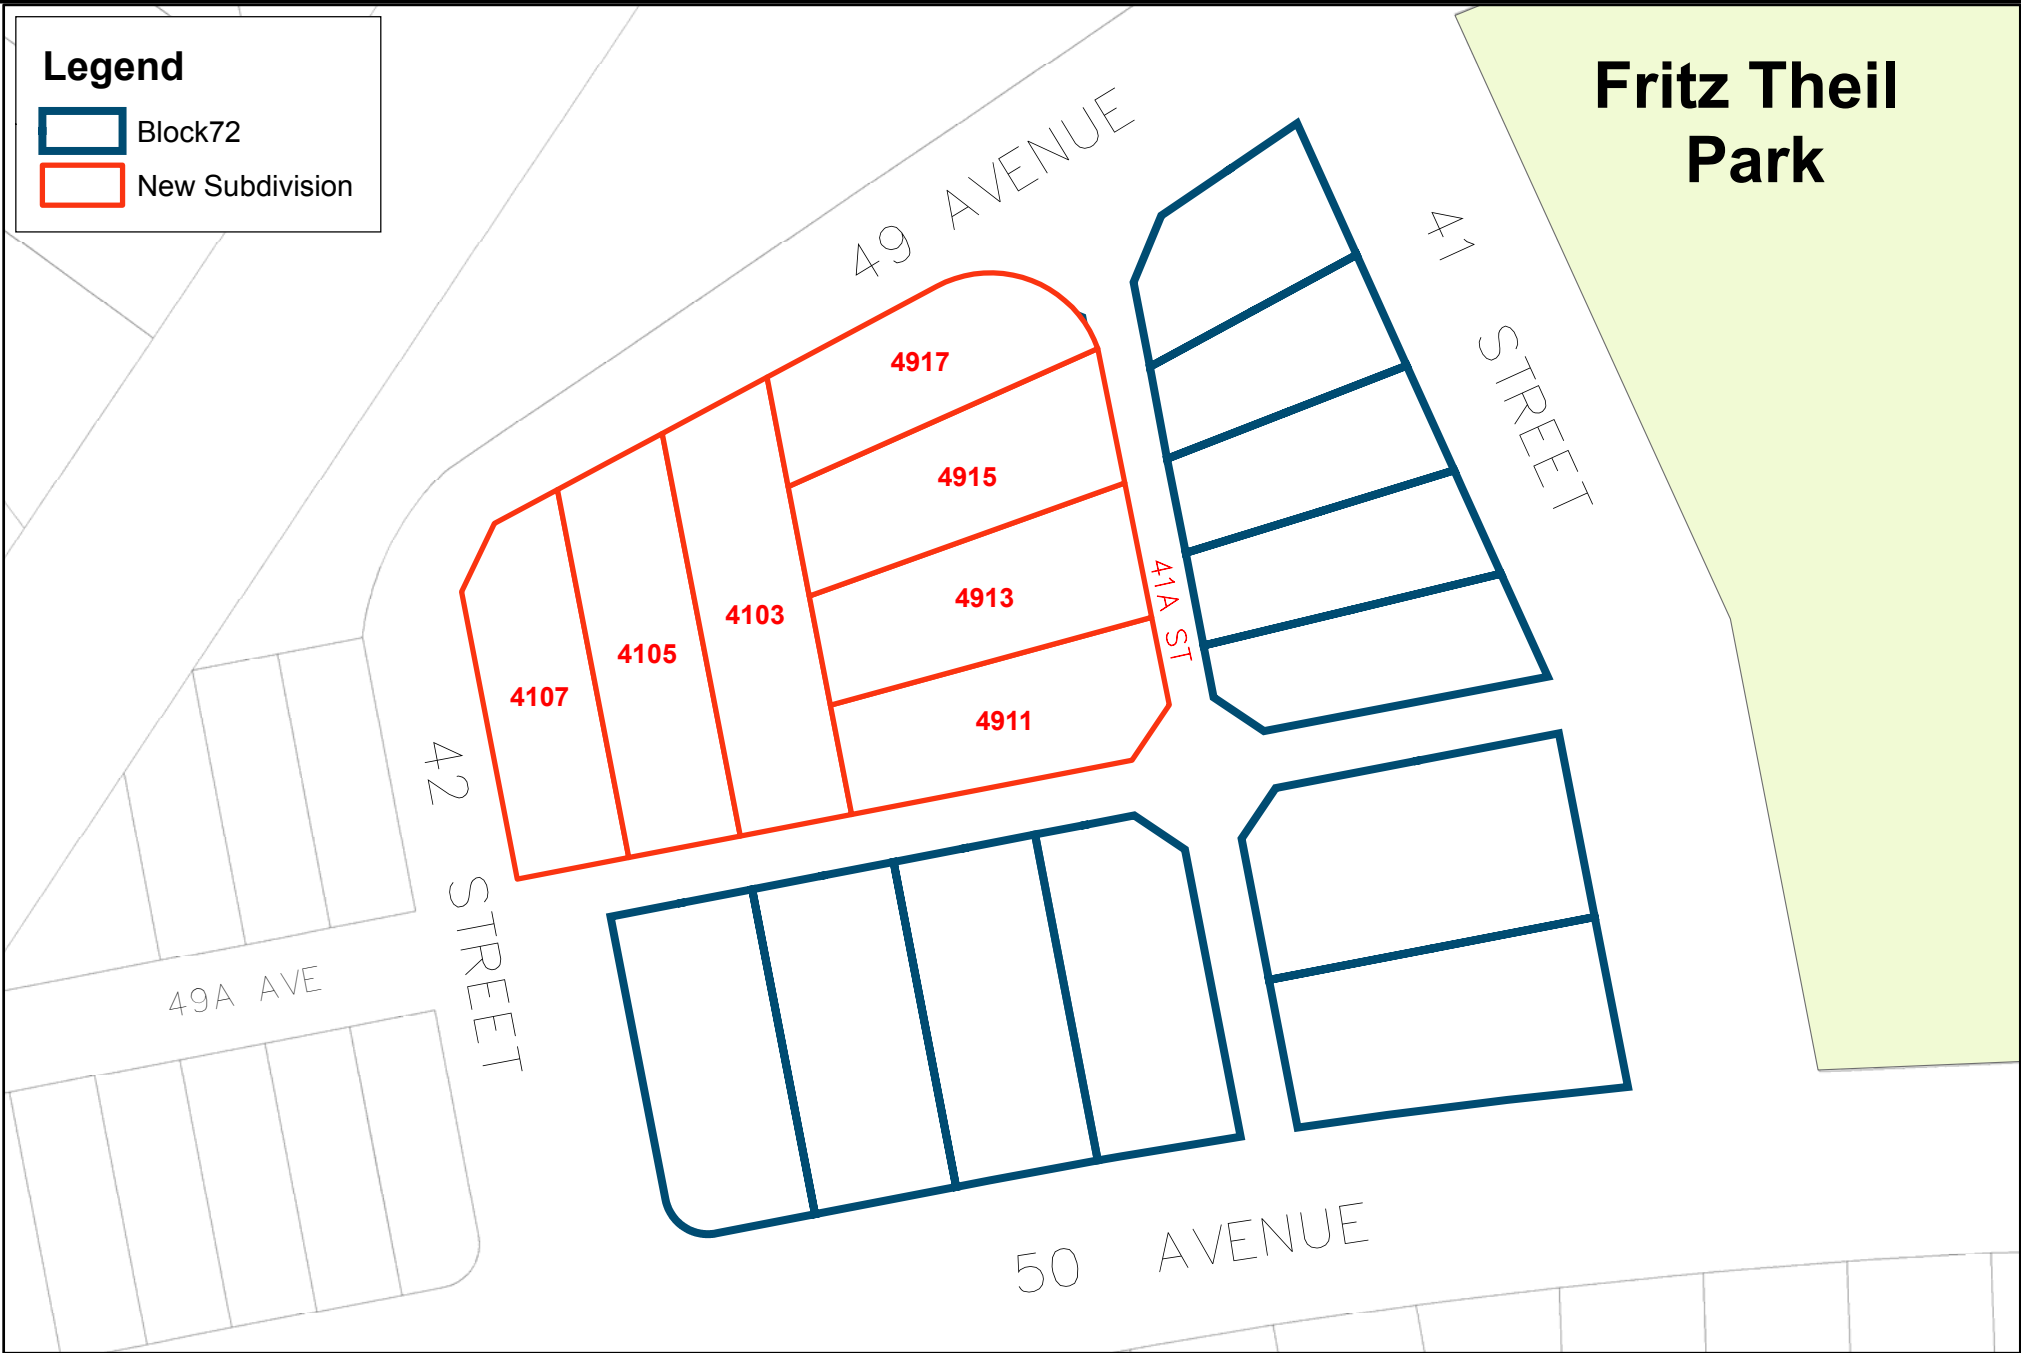 Legend
Block72
New Subdivision
Fritz Theil
Park
49 AVENUE
41 STREET
4917
4915
4913
4911
4103
4105
4107
41A ST
42 STREET
49A AVE
50 AVENUE